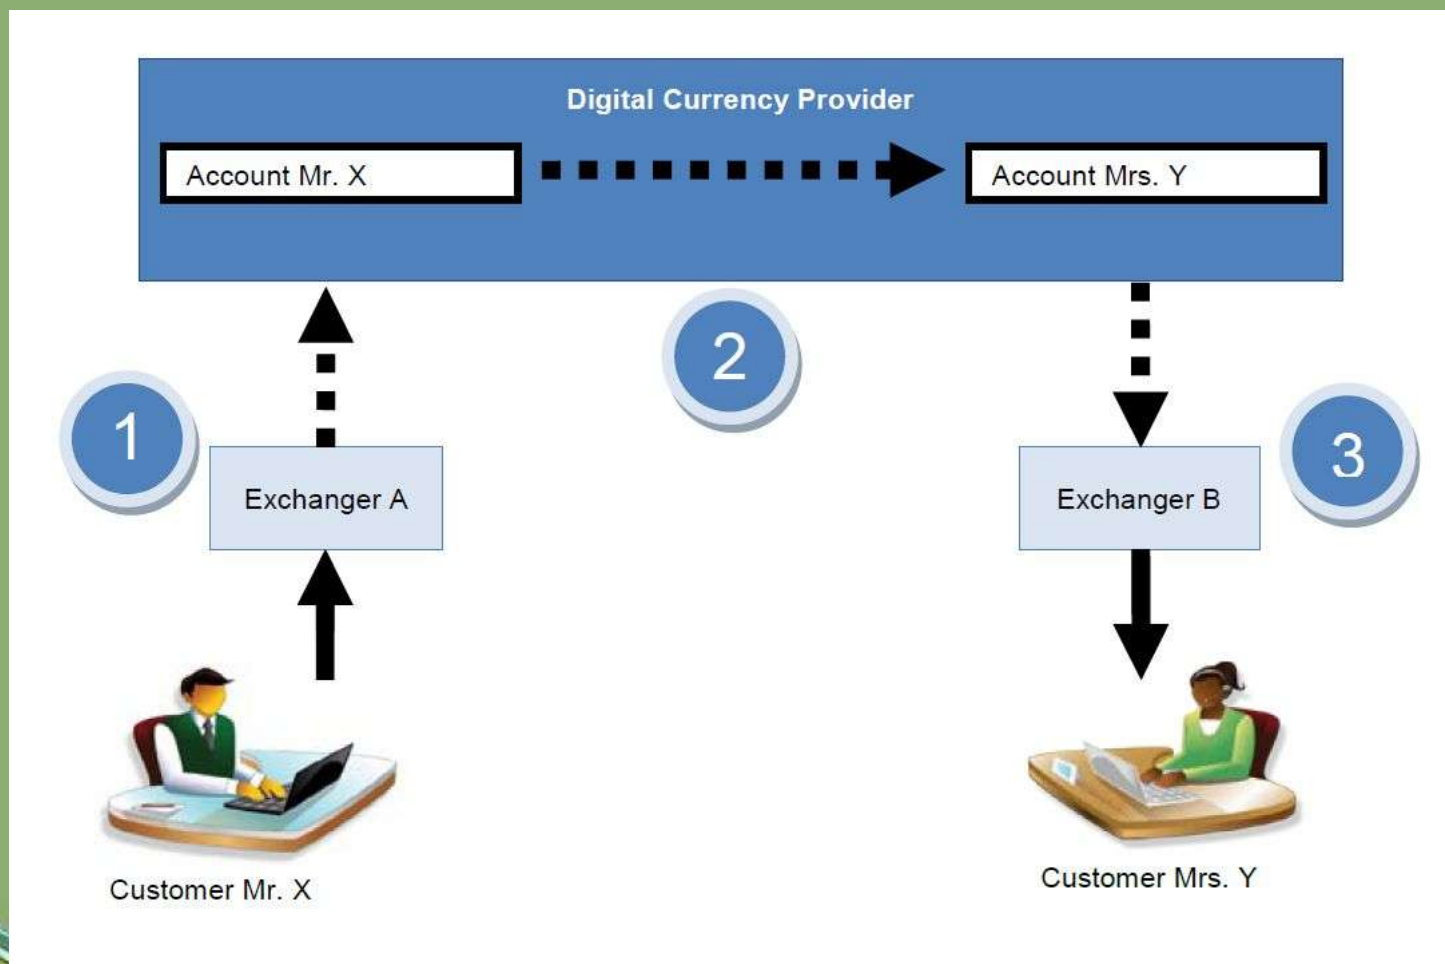 Digital Currency Provider
Account Mr. X
Account Mrs. Y
2
1
3
Exchanger A
Exchanger B
Customer Mr. X
Customer Mrs. Y